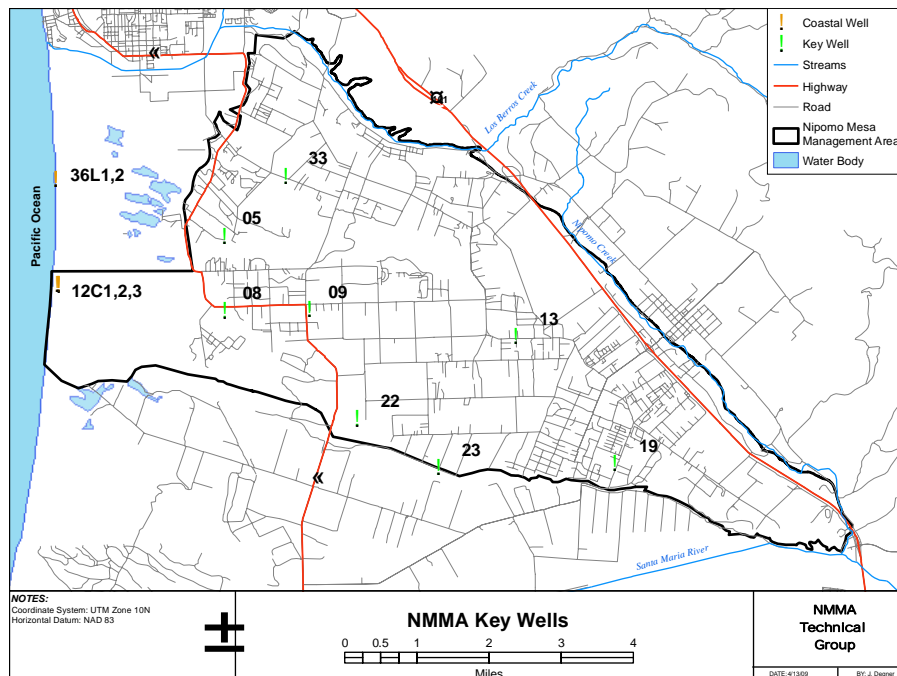 Coastal Well
Key Well
Streams
Highway
Road
Nipomo Mesa
Management Area
Water Body
Los Berros Creek
33
36L1,2
05
Pacific Ocean
Nipomo Creek
12C1,2,3
08
09
13
22
23
19
Santa Maria River
NOTES:
Coordinate System: UTM Zone 10N
Horizontal Datum: NAD 83
NMMA Key Wells
0 0.5 1 2 3 4
Miles
NMMA
Technical
Group
DATE: 4/13/09 BY: J. Degner